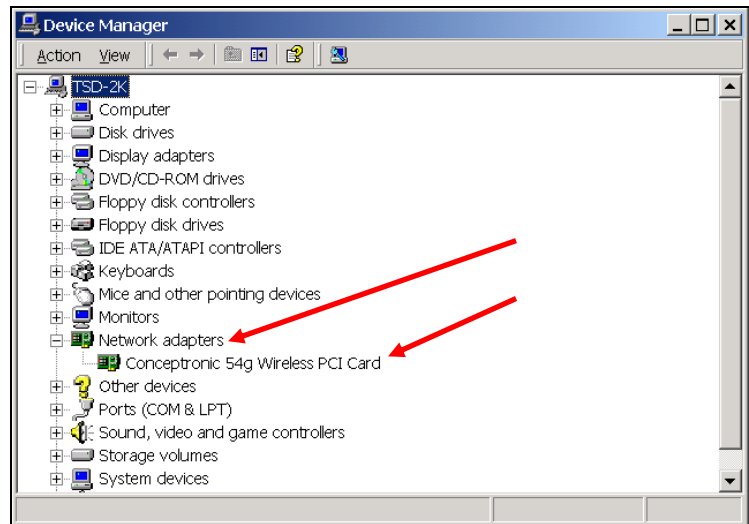 Device Manager
Action View
TSD-2K
Computer
Disk drives
Display adapters
DVD/CD-ROM drives
Floppy disk controllers
Floppy disk drives
IDE ATA/ATAPI controllers
Keyboards
Mice and other pointing devices
Monitors
Network adapters
Conceptronic 54g Wireless PCI Card
Other devices
Ports (COM & LPT)
Sound, video and game controllers
Storage volumes
System devices